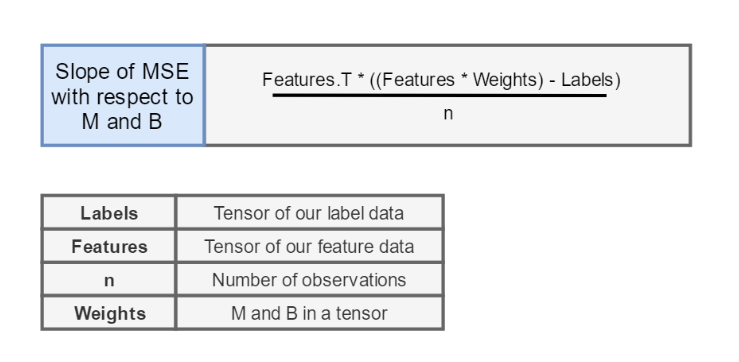 Slope of MSE
with respect to
M and B
Features.T * ((Features * Weights) - Labels)
n
Labels Tensor of our label data
Features Tensor of our feature data
n Number of observations
Weights M and B in a tensor